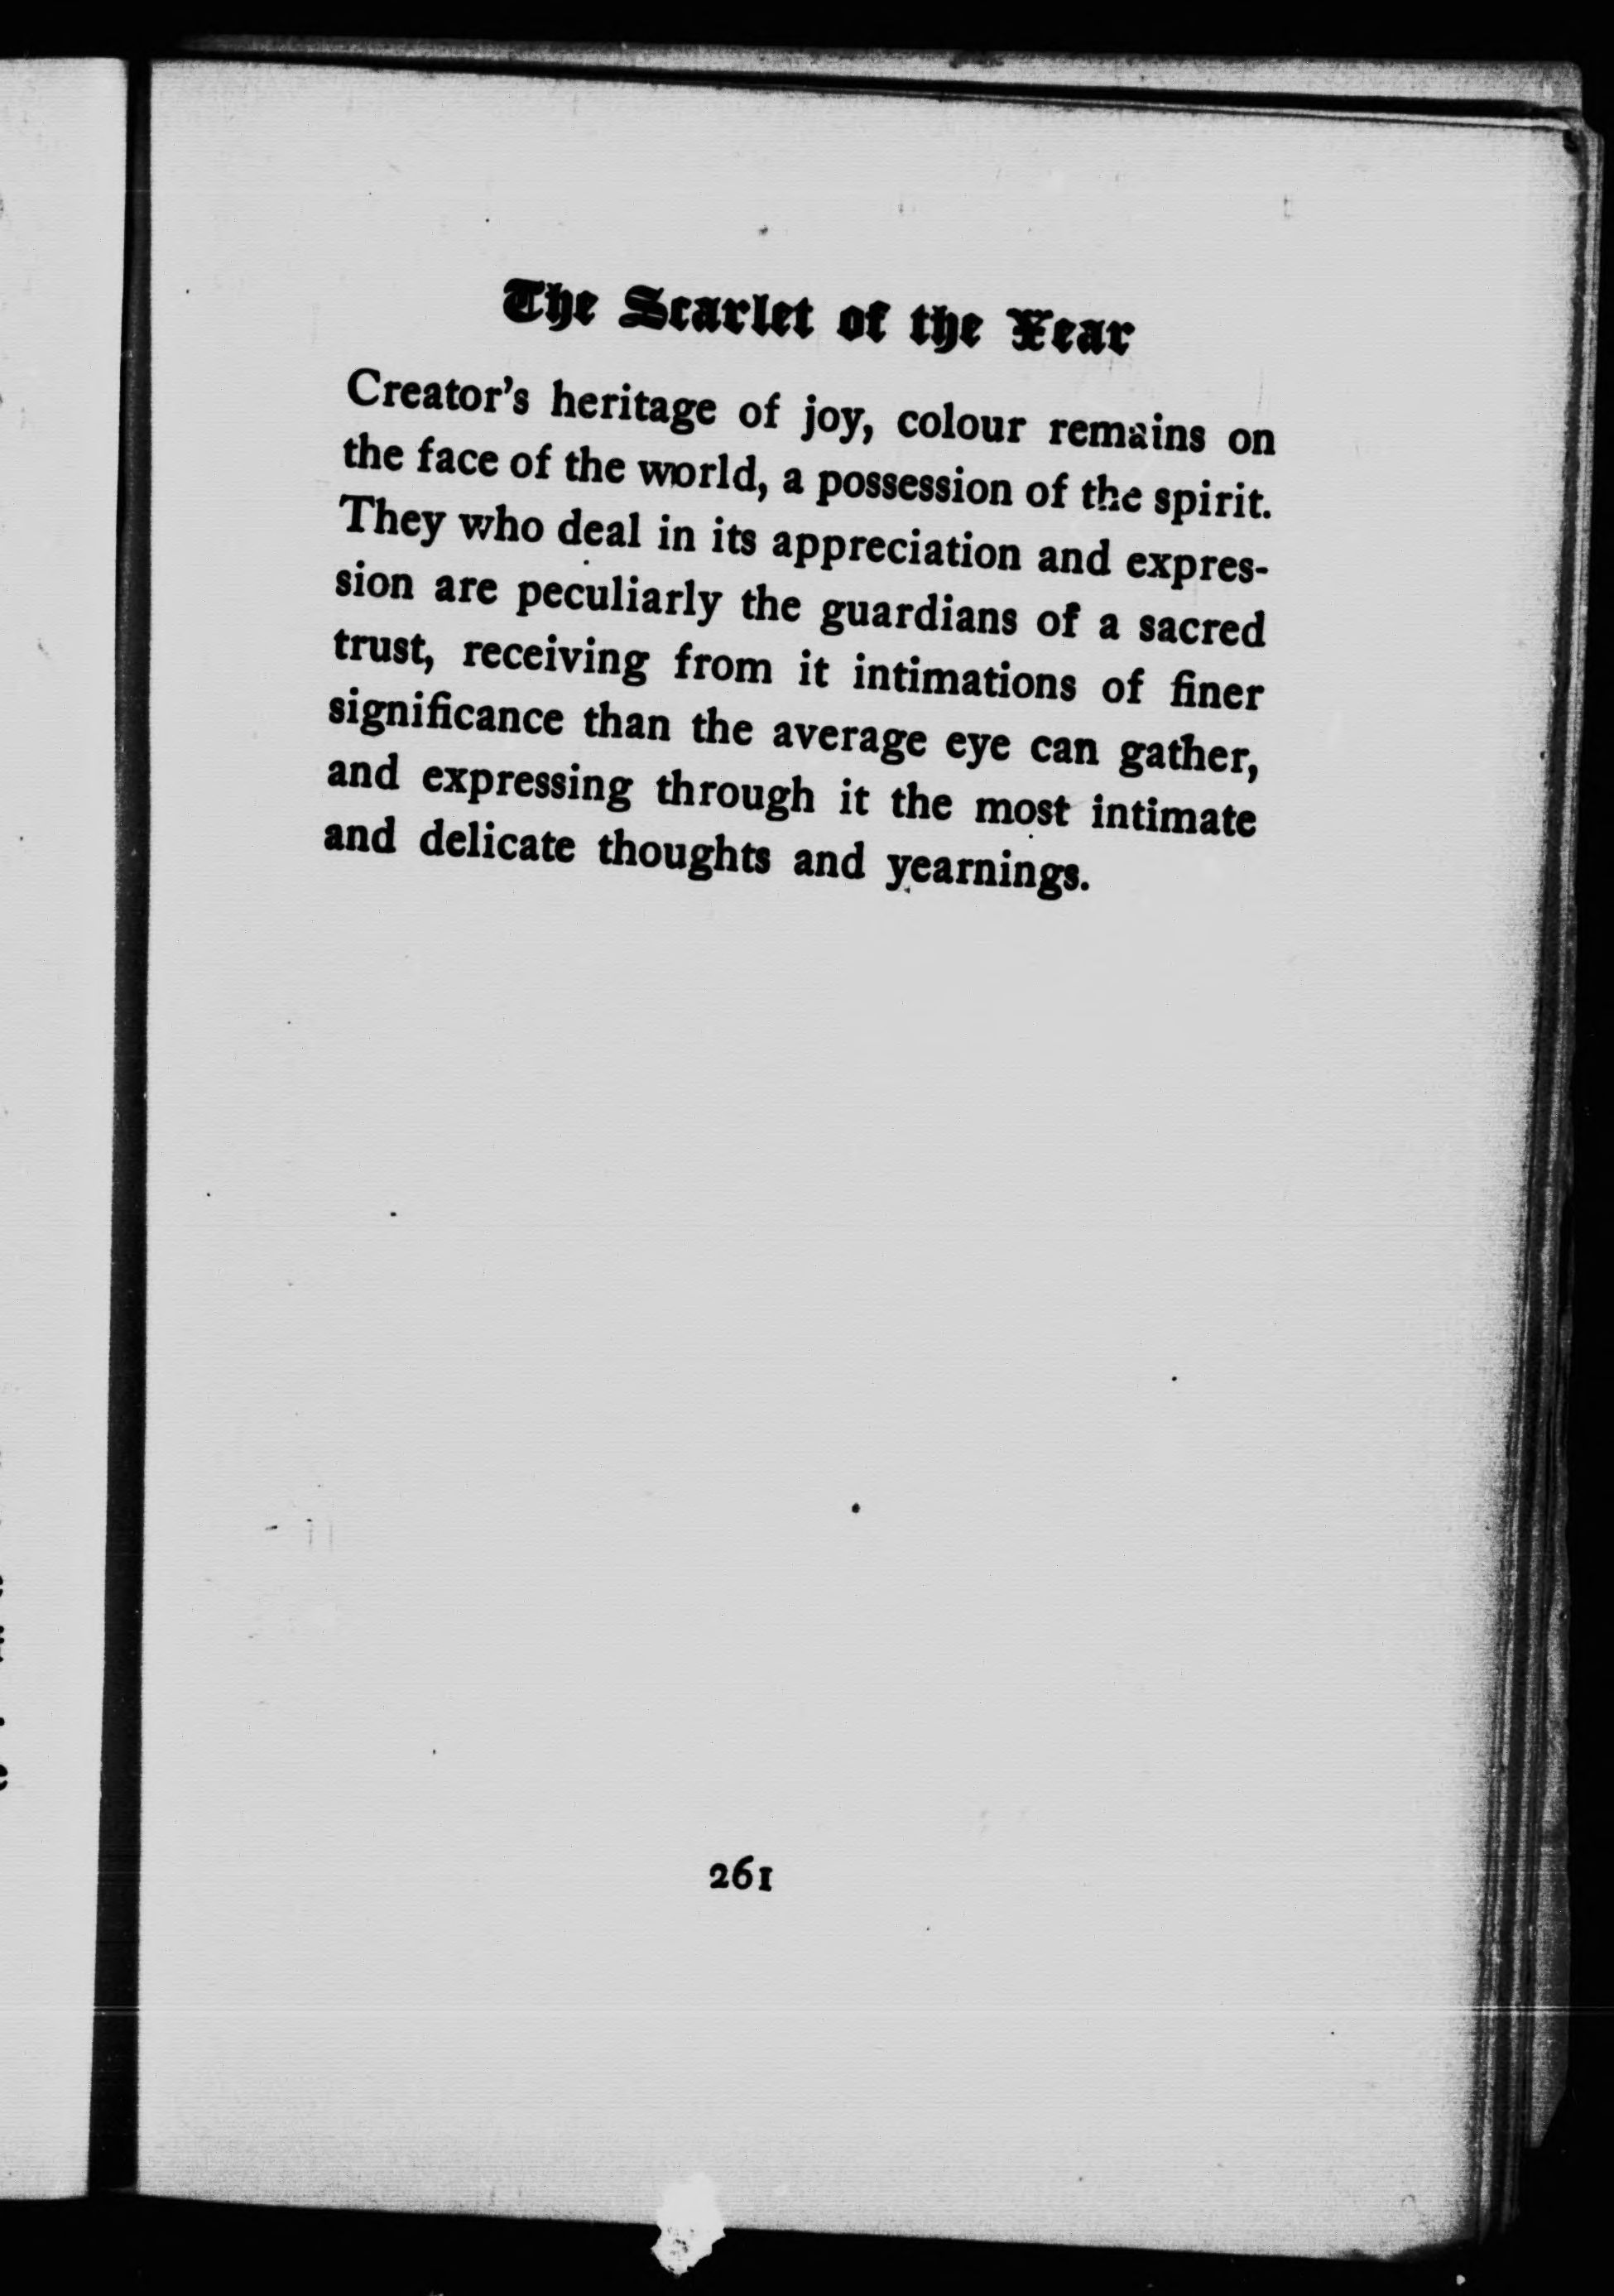 The Scarlet of the Year
Creator's heritage of joy, colour remains on
the face of the world, a possession of the spirit.
They who deal in its appreciation and expres-
sion are peculiarly the guardians of a sacred
trust, receiving from it intimations of finer
significance than the average eye can gather,
and expressing through it the most intimate
and delicate thoughts and yearnings.
261